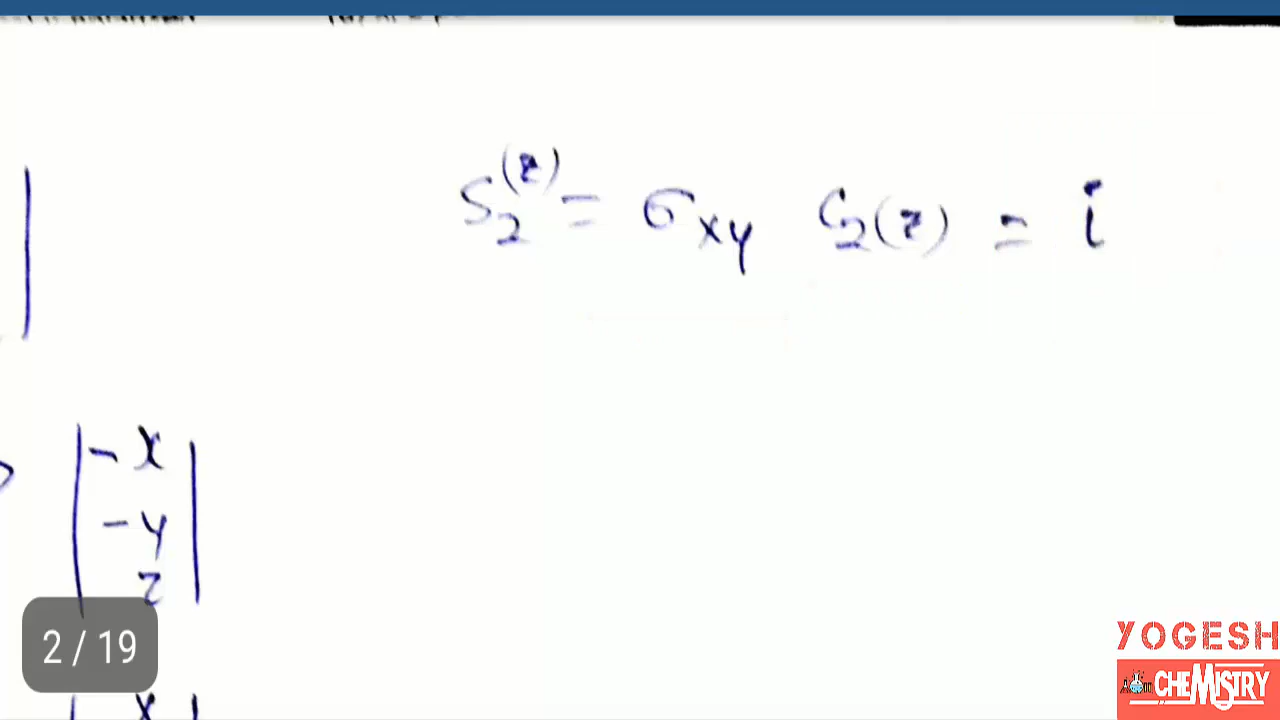 S₂⁽ᶻ⁾ = σxy C₂(z) = i
- x
- y
z
2 / 19
x
YOGESH
CHEMISTRY